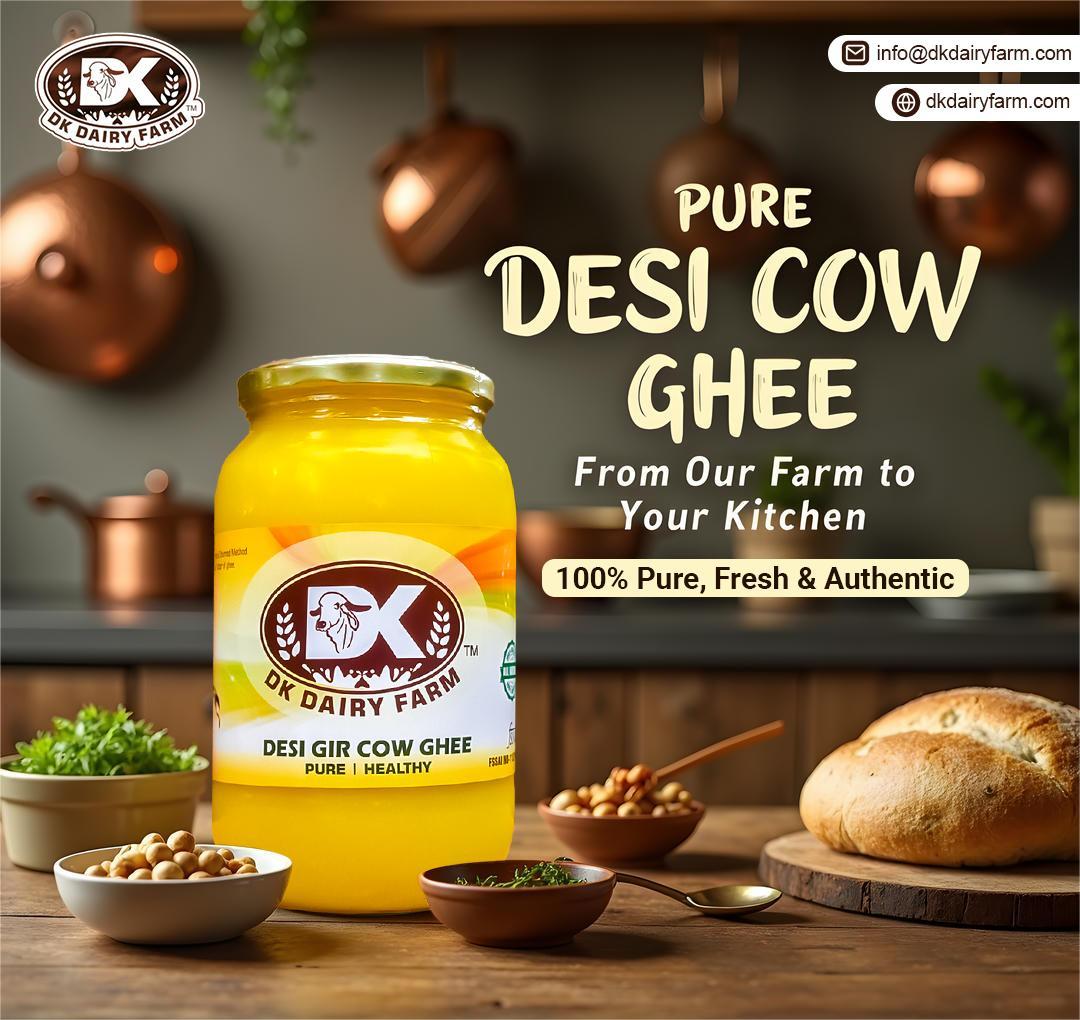 DK
DK DAIRY FARM
TM
info@dkdairyfarm.com
dkdairyfarm.com
PURE
DESI COW
GHEE
From Our Farm to
Your Kitchen
100% Pure, Fresh & Authentic
DK
TM
DK DAIRY FARM
DESI GIR COW GHEE
PURE | HEALTHY
FSSAI